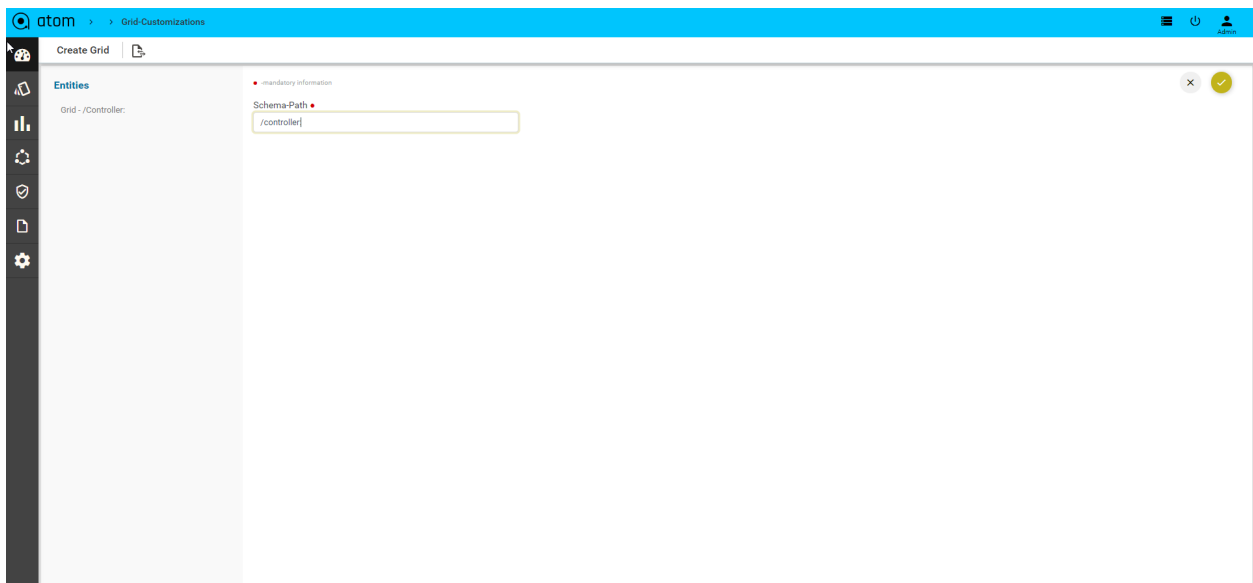 atom > > Grid-Customizations
Admin
Create Grid
Entities
Grid - /Controller:
-mandatory information
Schema-Path
/controller